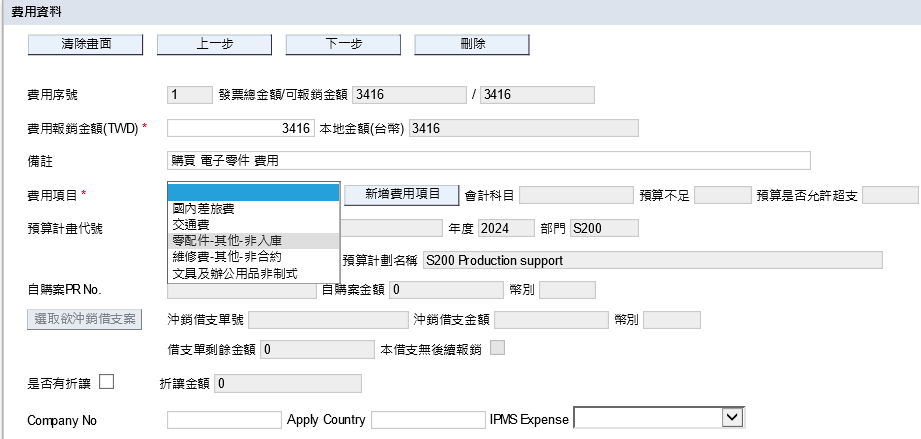 費用資料
清除畫面 上一步 下一步 刪除
費用序號 1 發票總金額/可報銷金額 3416 / 3416
費用報銷金額(TWD) * 3416 本地金額(台幣) 3416
備註 購買 電子零件 費用
費用項目 * 新增費用項目 會計科目 預算不足 預算是否允許超支
國內差旅費
交通費
零配件-其他-非入庫
維修費-其他-非合約
文具及辦公用品非制式
預算計畫代號 年度 2024 部門 S200
預算計劃名稱 S200 Production support
自購案PR No. 自購案金額 0 幣別
選取欲沖銷借支案 沖銷借支單號 沖銷借支金額 幣別
借支單剩餘金額 0 本借支無後續報銷
是否有折讓 折讓金額 0
Company No Apply Country IPMS Expense